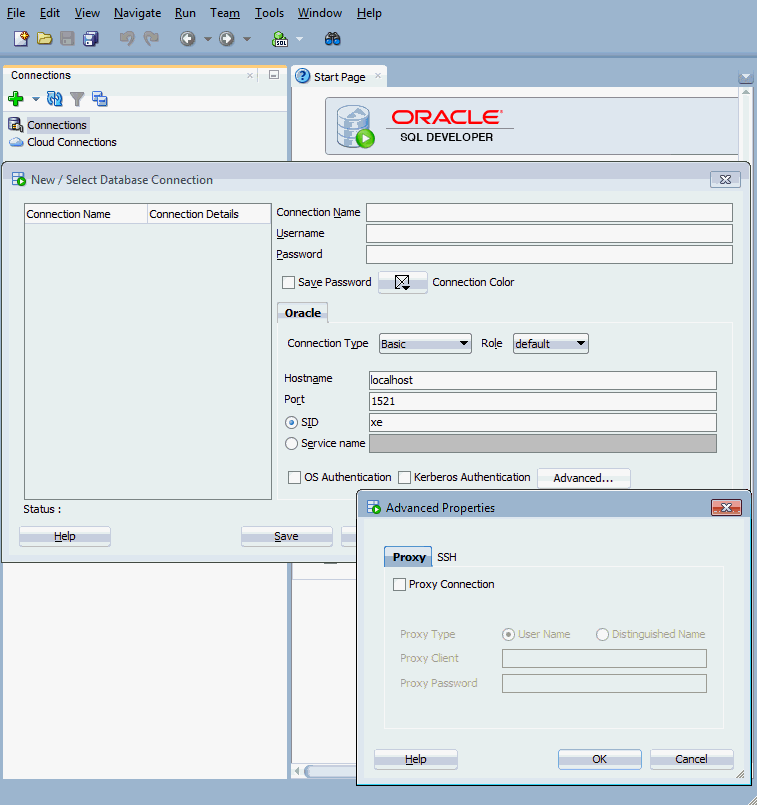 File Edit View Navigate Run Team Tools Window Help
SQL
Connections
Start Page
Connections
Cloud Connections
ORACLE
SQL DEVELOPER
New / Select Database Connection
Connection Name Connection Details
Connection Name
Username
Password
Save Password Connection Color
Oracle
Connection Type Basic Role default
Hostname localhost
Port 1521
SID xe
Service name
OS Authentication Kerberos Authentication Advanced...
Status :
Help Save
Advanced Properties
Proxy SSH
Proxy Connection
Proxy Type User Name Distinguished Name
Proxy Client
Proxy Password
Help OK Cancel